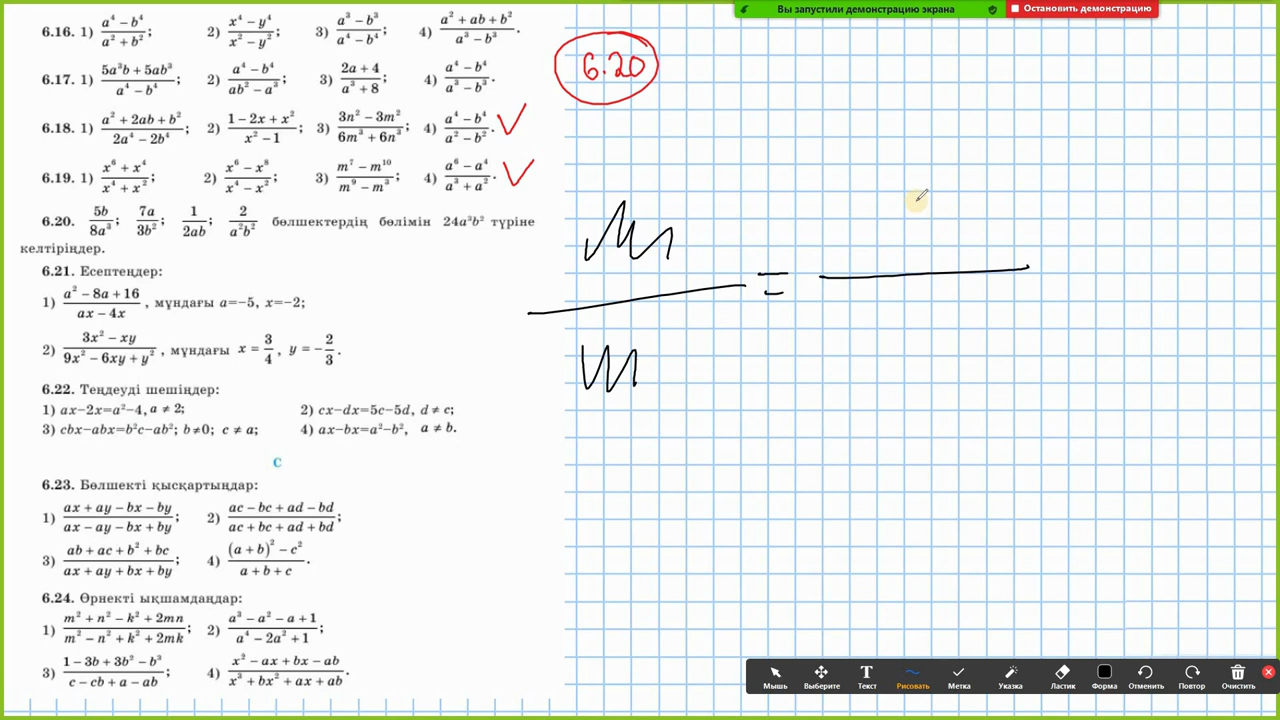 Вы запустили демонстрацию экрана
Остановить демонстрацию
6.16. 1) (a⁴ − b⁴)/(a² + b²); 2) (x⁴ − y⁴)/(x² − y²); 3) (a³ − b³)/(a⁴ − b⁴); 4) (a² + ab + b²)/(a³ − b³).
6.17. 1) (5a³b + 5ab³)/(a⁴ − b⁴); 2) (a⁴ − b⁴)/(ab² − a³); 3) (2a + 4)/(a³ + 8); 4) (a⁴ − b⁴)/(a³ − b³).
6.18. 1) (a² + 2ab + b²)/(2a⁴ − 2b⁴); 2) (1 − 2x + x²)/(x² − 1); 3) (3n² − 3m²)/(6m³ + 6n³); 4) (a⁴ − b⁴)/(a² − b²).
6.19. 1) (x⁶ + x⁴)/(x⁴ + x²); 2) (x⁶ − x⁸)/(x⁴ − x²); 3) (m⁷ − m¹⁰)/(m⁹ − m³); 4) (a⁶ − a⁴)/(a³ + a²).
6.20. 5b/8a³; 7a/3b²; 1/2ab; 2/a²b² бөлшектердің бөлімін 24a³b² түріне
келтіріңдер.
6.21. Есептеңдер:
1) (a² − 8a + 16)/(ax − 4x), мұндағы a=−5, x=−2;
2) (3x² − xy)/(9x² − 6xy + y²), мұндағы x = 3/4, y = −2/3.
6.22. Теңдеуді шешіңдер:
1) ax−2x=a²−4, a ≠ 2; 2) cx−dx=5c−5d, d ≠ c;
3) cbx−abx=b²c−ab²; b≠0; c ≠ a; 4) ax−bx=a²−b², a ≠ b.
С
6.23. Бөлшекті қысқартыңдар:
1) (ax + ay − bx − by)/(ax − ay − bx + by); 2) (ac − bc + ad − bd)/(ac + bc + ad + bd);
3) (ab + ac + b² + bc)/(ax + ay + bx + by); 4) ((a + b)² − c²)/(a + b + c).
6.24. Өрнекті ықшамдаңдар:
1) (m² + n² − k² + 2mn)/(m² − n² + k² + 2mk); 2) (a³ − a² − a + 1)/(a⁴ − 2a² + 1);
3) (1 − 3b + 3b² − b³)/(c − cb + a − ab); 4) (x² − ax + bx − ab)/(x³ + bx² + ax + ab).
6.20
=
Мышь Выберите Текст Рисовать Метка Указка Ластик Форма Отменить Повтор Очистить